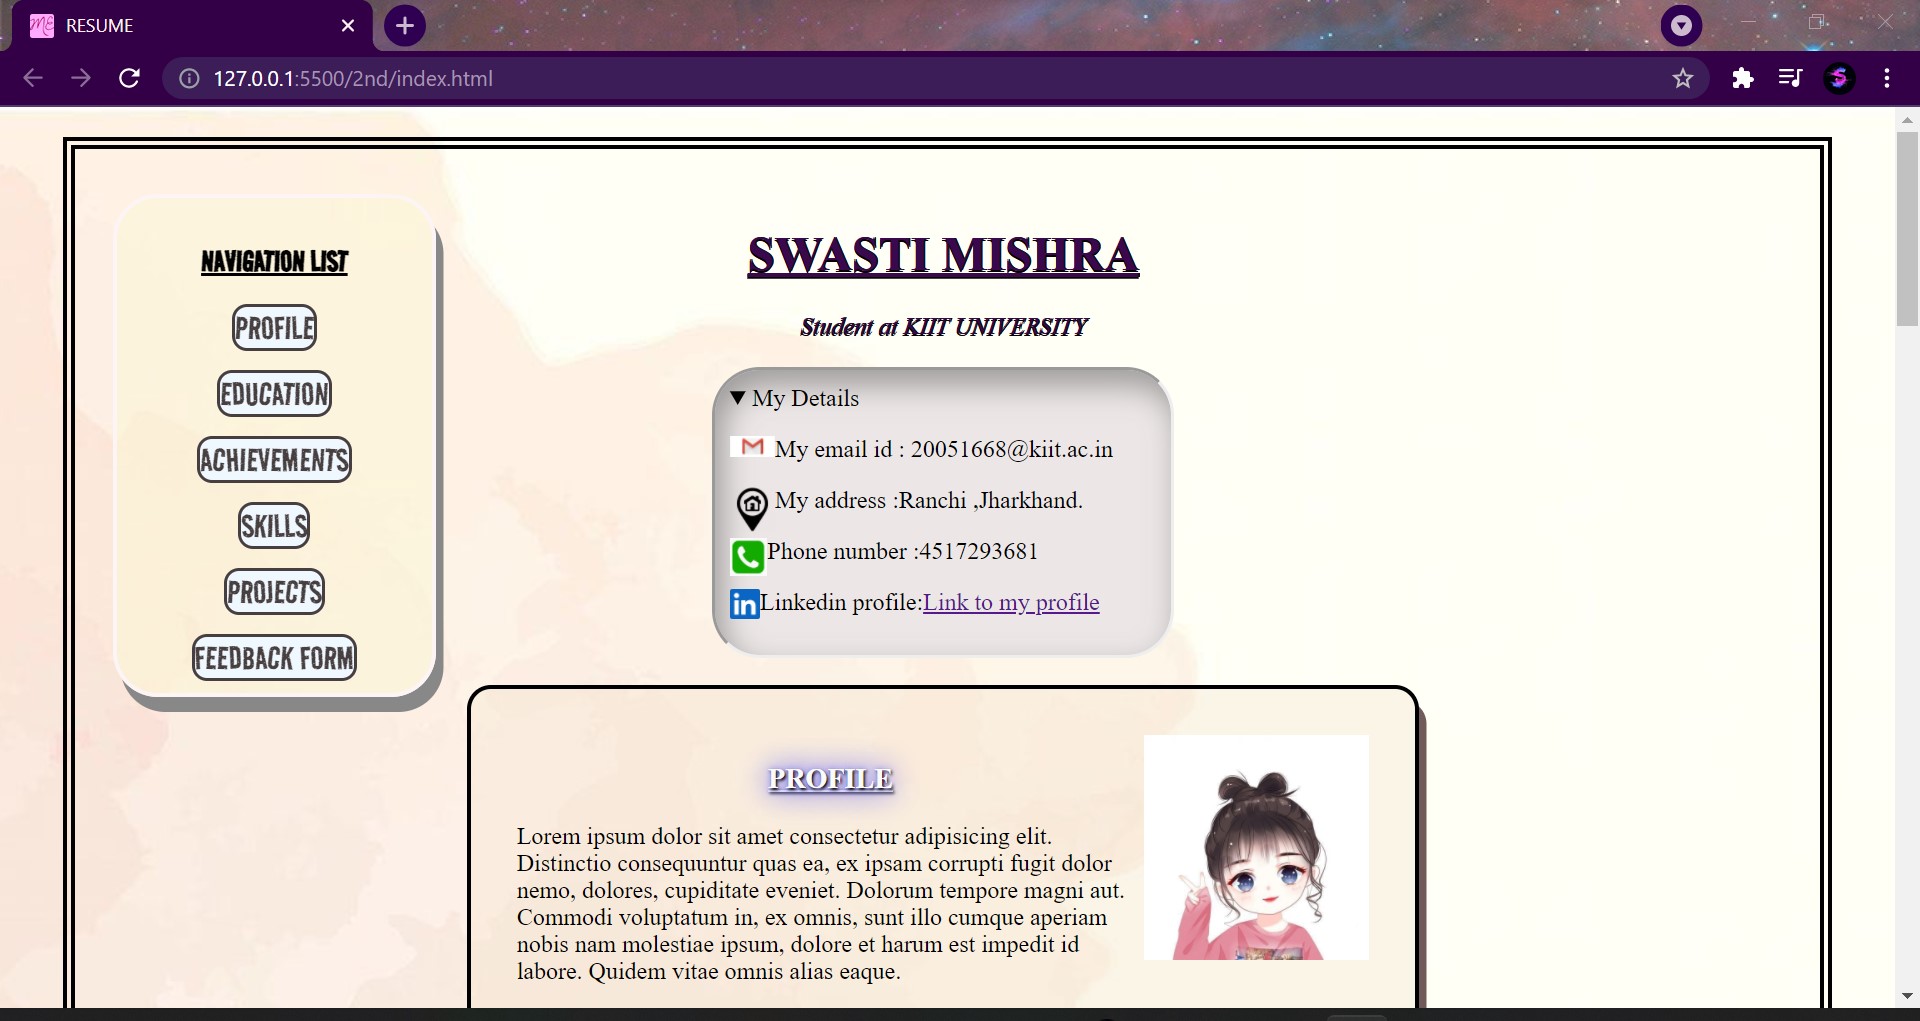 RESUME
127.0.0.1:5500/2nd/index.html
NAVIGATION LIST
PROFILE
EDUCATION
ACHIEVEMENTS
SKILLS
PROJECTS
FEEDBACK FORM
SWASTI MISHRA
Student at KIIT UNIVERSITY
▼ My Details
My email id : 20051668@kiit.ac.in
My address :Ranchi ,Jharkhand.
Phone number :4517293681
in Linkedin profile:Link to my profile
PROFILE
Lorem ipsum dolor sit amet consectetur adipisicing elit.
Distinctio consequuntur quas ea, ex ipsam corrupti fugit dolor
nemo, dolores, cupiditate eveniet. Dolorum tempore magni aut.
Commodi voluptatum in, ex omnis, sunt illo cumque aperiam
nobis nam molestiae ipsum, dolore et harum est impedit id
labore. Quidem vitae omnis alias eaque.